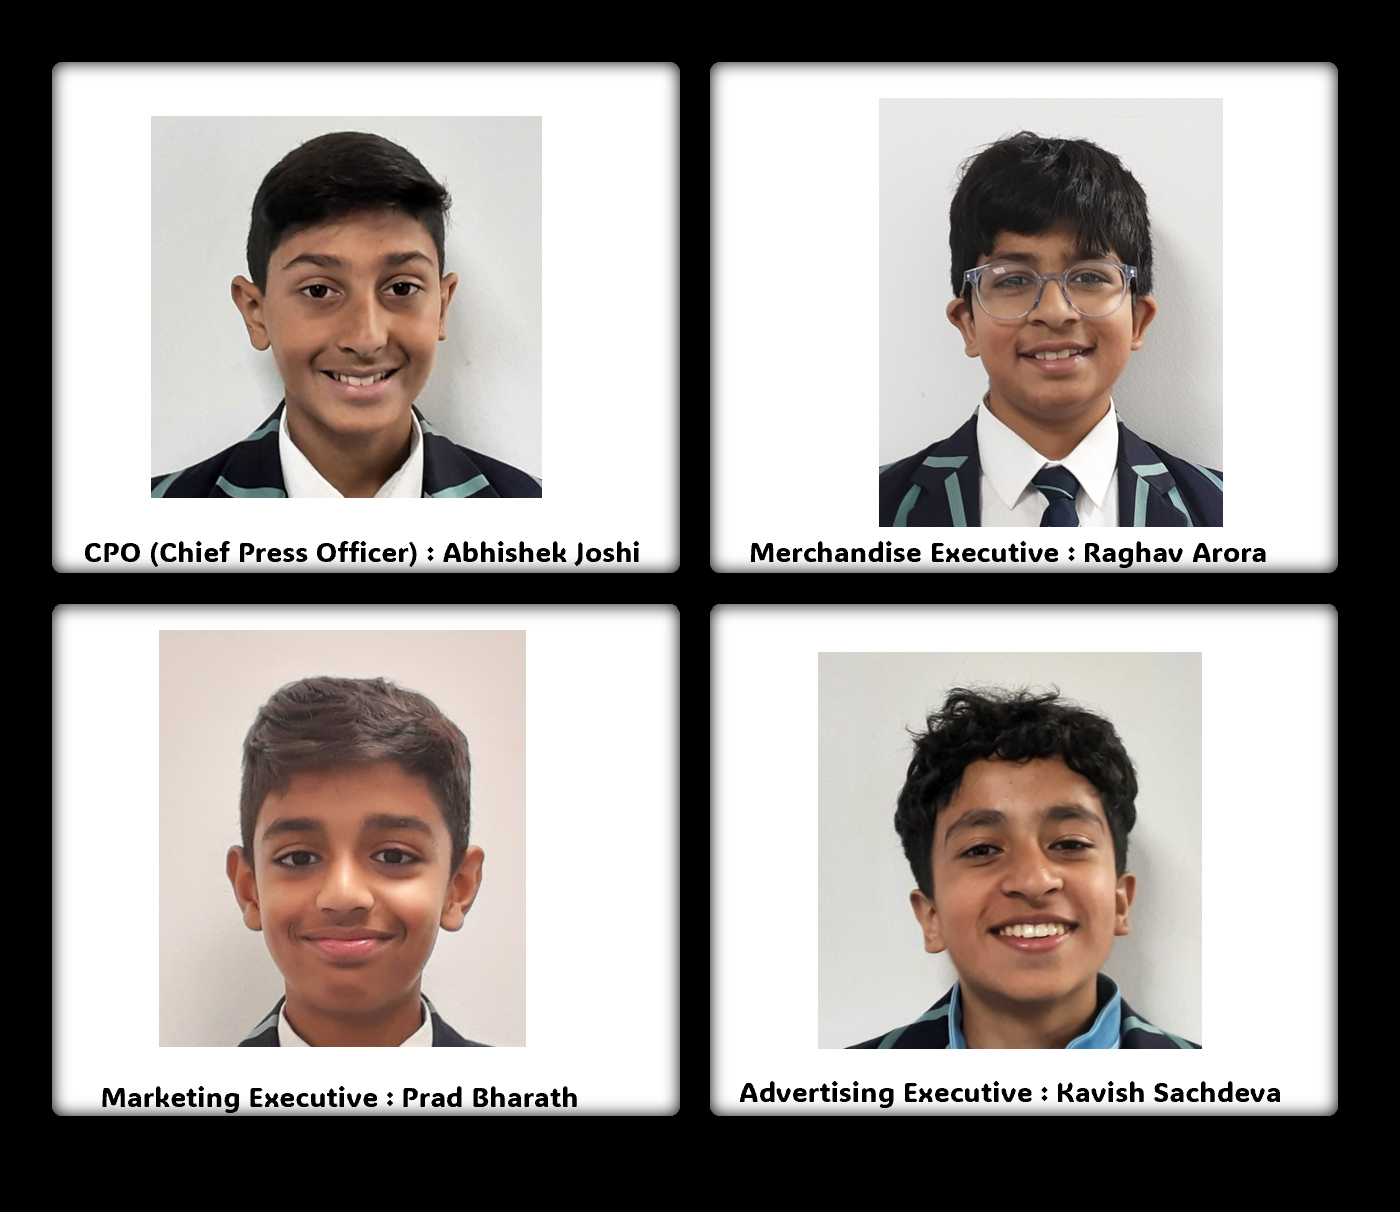 CPO (Chief Press Officer) : Abhishek Joshi
Merchandise Executive : Raghav Arora
Marketing Executive : Prad Bharath
Advertising Executive : Kavish Sachdeva